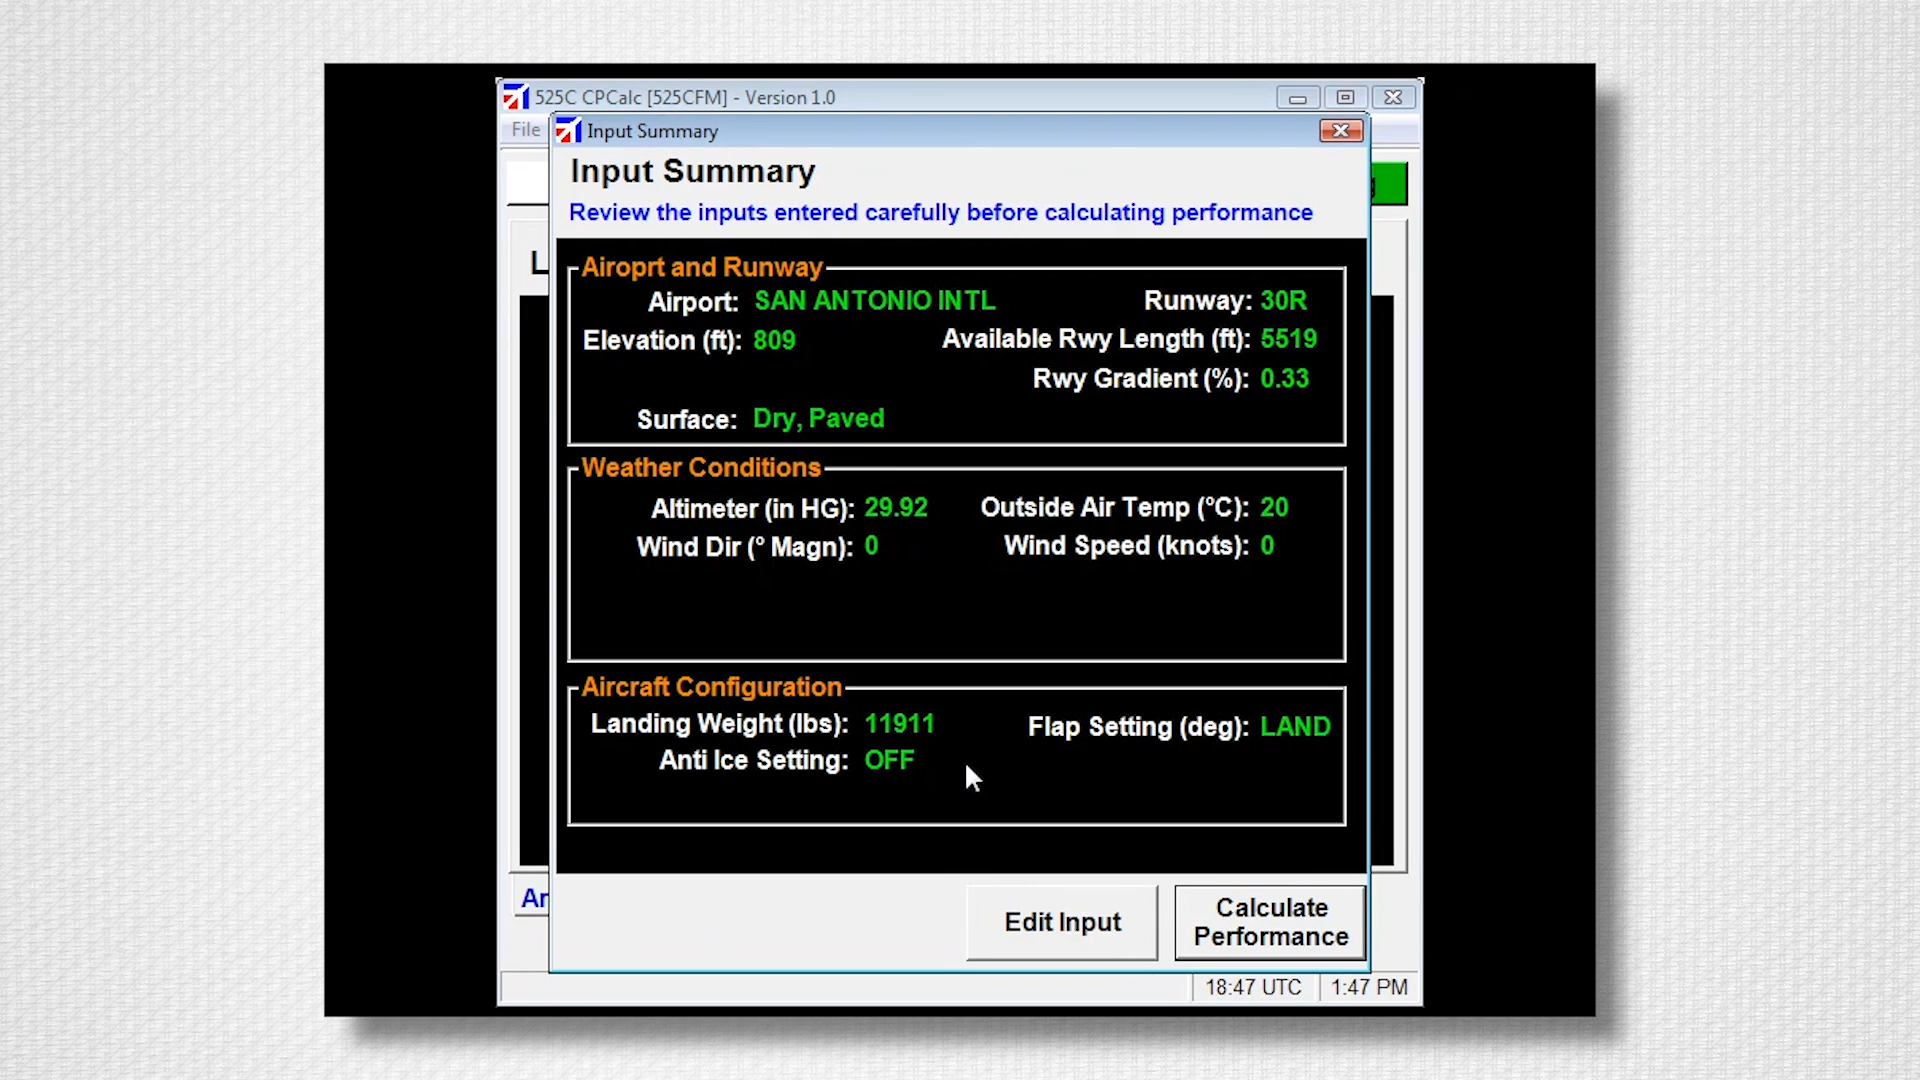 525C CPCalc [525CFM] - Version 1.0
File
Input Summary
Input Summary
Review the inputs entered carefully before calculating performance
Airoprt and Runway
Airport: SAN ANTONIO INTL Runway: 30R
Elevation (ft): 809 Available Rwy Length (ft): 5519
Rwy Gradient (%): 0.33
Surface: Dry, Paved
Weather Conditions
Altimeter (in HG): 29.92 Outside Air Temp (°C): 20
Wind Dir (° Magn): 0 Wind Speed (knots): 0
Aircraft Configuration
Landing Weight (lbs): 11911 Flap Setting (deg): LAND
Anti Ice Setting: OFF
Edit Input
Calculate
Performance
18:47 UTC 1:47 PM